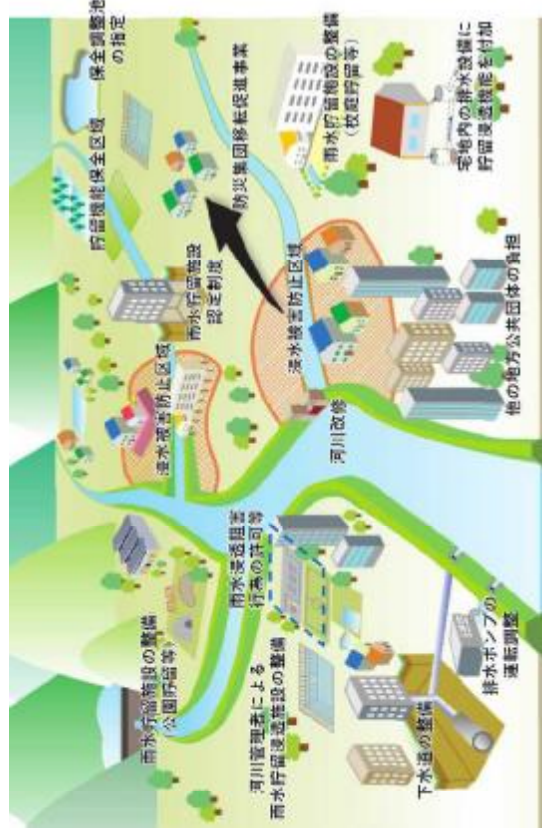 雨水貯留施設の整備
(公園貯留等)
河川管理者による
雨水貯留浸透施設の整備
雨水浸透阻害
行為の許可等
下水道の整備
排水ポンプの
運転調整
浸水被害防止区域
雨水貯留施設
認定制度
貯留機能保全区域
保全調整池
の指定
防災集団移転促進事業
浸水被害防止区域
河川改修
雨水貯留施設の整備
(校庭貯留等)
宅地内の排水設備に
貯留浸透機能を付加
他の地方公共団体の負担